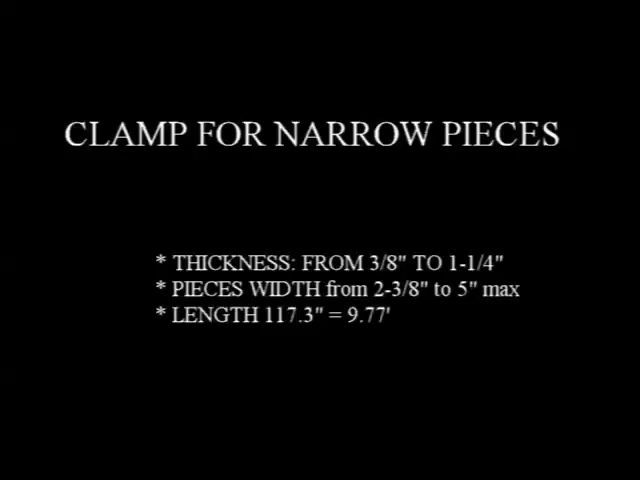 CLAMP FOR NARROW PIECES
* THICKNESS: FROM 3/8" TO 1-1/4"
* PIECES WIDTH from 2-3/8" to 5" max
* LENGTH 117.3" = 9.77'